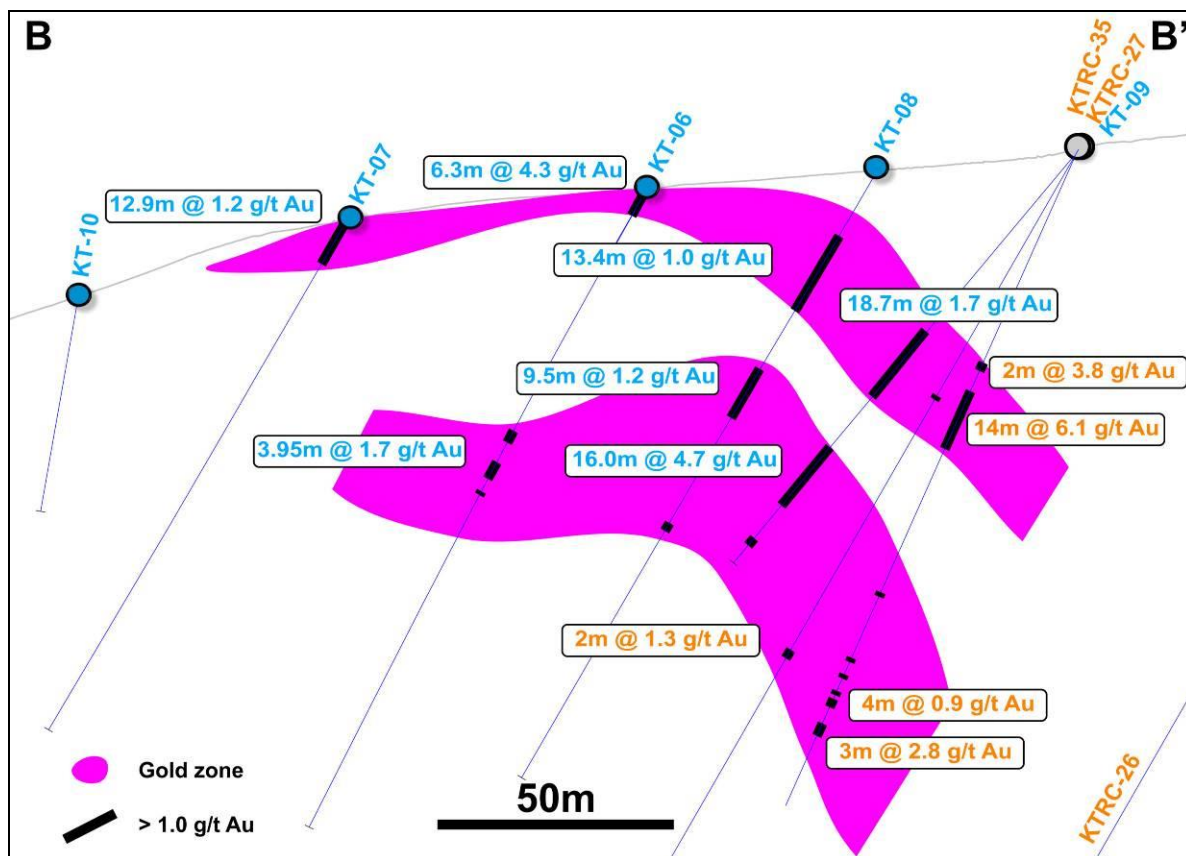 B
B'
KTRC-35
KTRC-27
KT-09
KT-08
KT-06
KT-07
KT-10
6.3m @ 4.3 g/t Au
12.9m @ 1.2 g/t Au
13.4m @ 1.0 g/t Au
18.7m @ 1.7 g/t Au
2m @ 3.8 g/t Au
9.5m @ 1.2 g/t Au
14m @ 6.1 g/t Au
3.95m @ 1.7 g/t Au
16.0m @ 4.7 g/t Au
2m @ 1.3 g/t Au
4m @ 0.9 g/t Au
3m @ 2.8 g/t Au
KTRC-26
Gold zone
> 1.0 g/t Au
50m